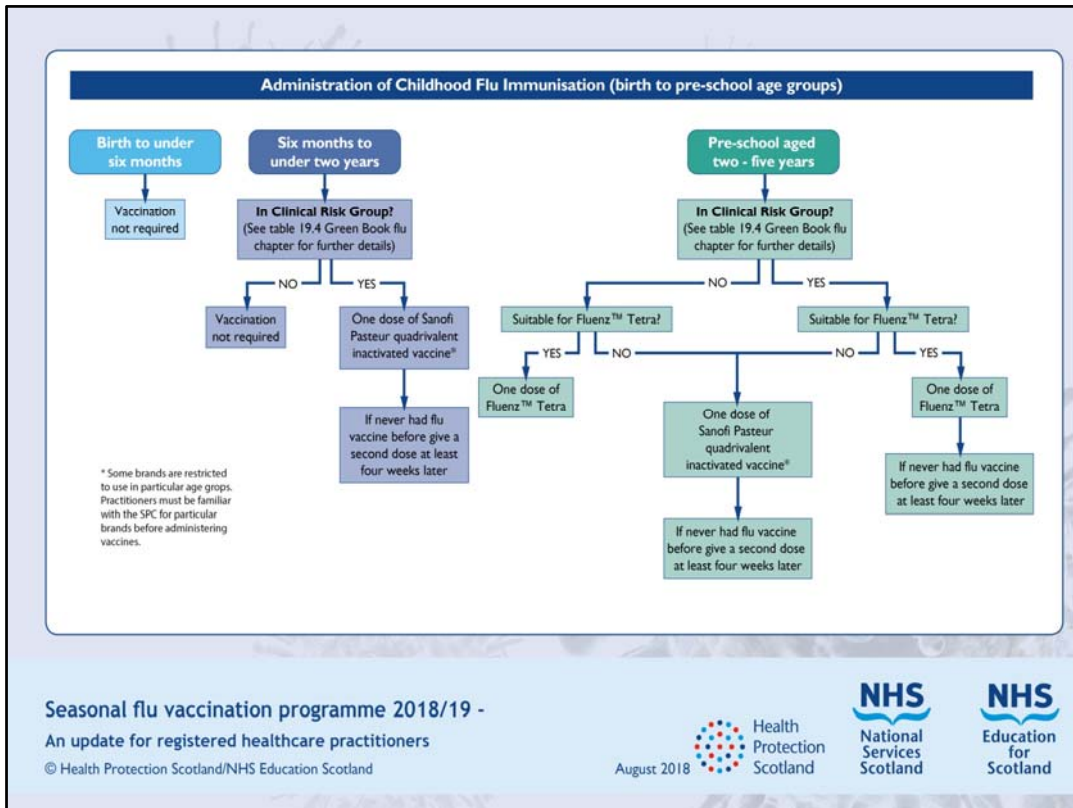 Administration of Childhood Flu Immunisation (birth to pre-school age groups)
Birth to under
six months
Vaccination
not required
Six months to
under two years
In Clinical Risk Group?
(See table 19.4 Green Book flu
chapter for further details)
NO
YES
Vaccination
not required
One dose of Sanofi
Pasteur quadrivalent
inactivated vaccine*
If never had flu
vaccine before give a
second dose at least
four weeks later
Pre-school aged
two - five years
In Clinical Risk Group?
(See table 19.4 Green Book flu
chapter for further details)
NO
YES
Suitable for Fluenz™ Tetra?
YES
NO
One dose of
Fluenz™ Tetra
Suitable for Fluenz™ Tetra?
NO
YES
One dose of
Sanofi Pasteur
quadrivalent
inactivated vaccine*
If never had flu vaccine
before give a second dose
at least four weeks later
One dose of
Fluenz™ Tetra
If never had flu vaccine
before give a second dose
at least four weeks later
* Some brands are restricted
to use in particular age grops.
Practitioners must be familiar
with the SPC for particular
brands before administering
vaccines.
Seasonal flu vaccination programme 2018/19 -
An update for registered healthcare practitioners
© Health Protection Scotland/NHS Education Scotland
August 2018
Health
Protection
Scotland
NHS
National
Services
Scotland
NHS
Education
for
Scotland